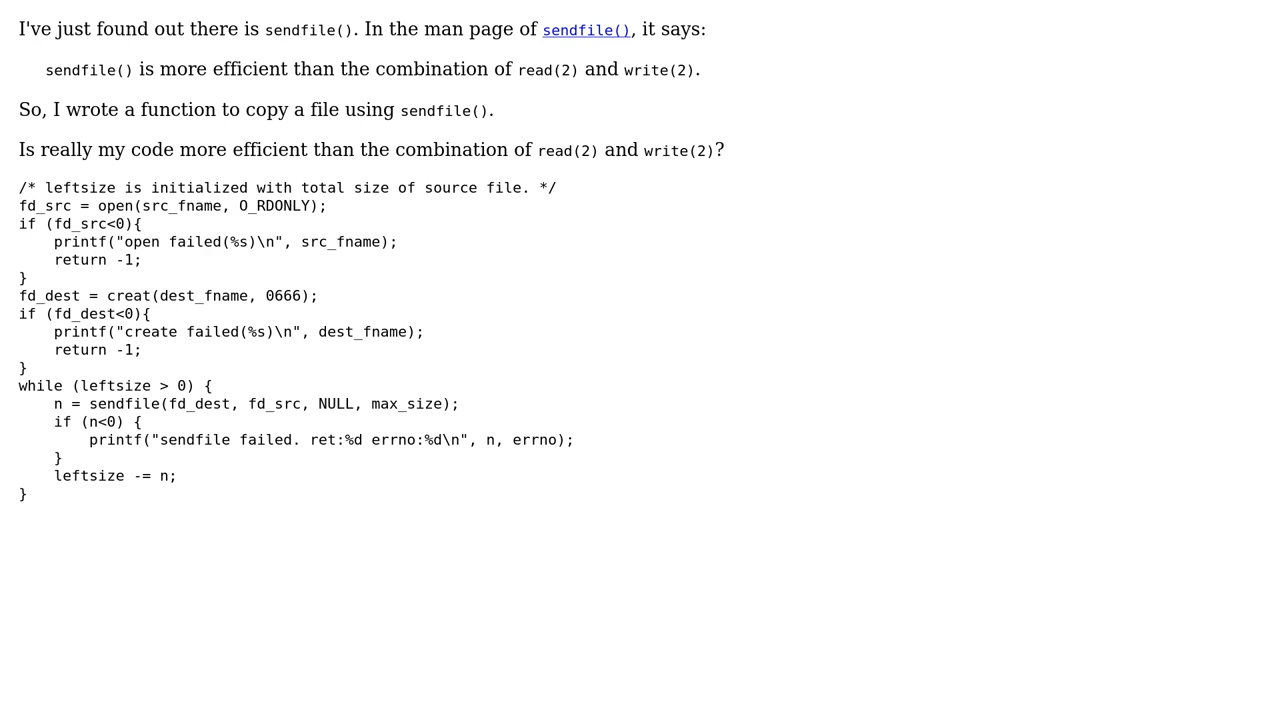 I've just found out there is sendfile(). In the man page of sendfile(), it says:
sendfile() is more efficient than the combination of read(2) and write(2).
So, I wrote a function to copy a file using sendfile().
Is really my code more efficient than the combination of read(2) and write(2)?
/* leftsize is initialized with total size of source file. */
fd_src = open(src_fname, O_RDONLY);
if (fd_src<0){
    printf("open failed(%s)\n", src_fname);
    return -1;
}
fd_dest = creat(dest_fname, 0666);
if (fd_dest<0){
    printf("create failed(%s)\n", dest_fname);
    return -1;
}
while (leftsize > 0) {
    n = sendfile(fd_dest, fd_src, NULL, max_size);
    if (n<0) {
        printf("sendfile failed. ret:%d errno:%d\n", n, errno);
    }
    leftsize -= n;
}